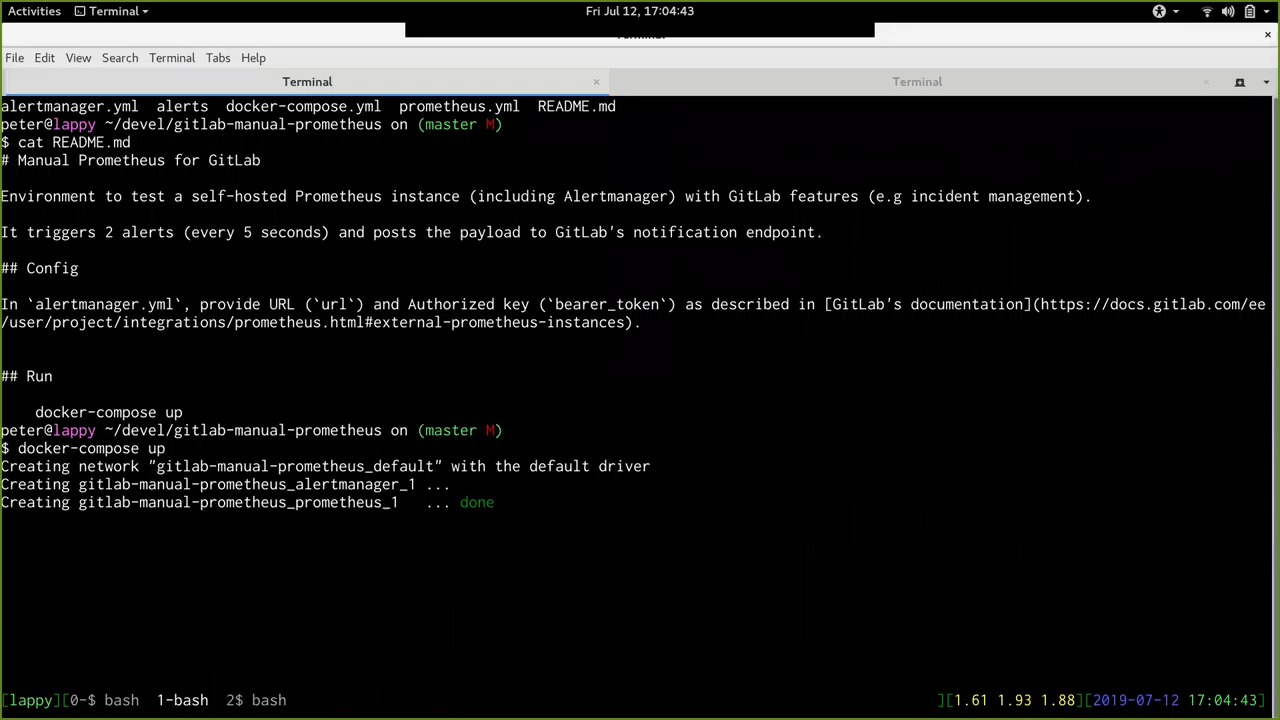 Activities Terminal Fri Jul 12, 17:04:43
Terminal
File Edit View Search Terminal Tabs Help
Terminal Terminal
alertmanager.yml  alerts  docker-compose.yml  prometheus.yml  README.md
peter@lappy ~/devel/gitlab-manual-prometheus on (master M)
$ cat README.md
# Manual Prometheus for GitLab
Environment to test a self-hosted Prometheus instance (including Alertmanager) with GitLab features (e.g incident management).
It triggers 2 alerts (every 5 seconds) and posts the payload to GitLab's notification endpoint.
## Config
In `alertmanager.yml`, provide URL (`url`) and Authorized key (`bearer_token`) as described in [GitLab's documentation](https://docs.gitlab.com/ee
/user/project/integrations/prometheus.html#external-prometheus-instances).
## Run
    docker-compose up
peter@lappy ~/devel/gitlab-manual-prometheus on (master M)
$ docker-compose up
Creating network "gitlab-manual-prometheus_default" with the default driver
Creating gitlab-manual-prometheus_alertmanager_1 ...
Creating gitlab-manual-prometheus_prometheus_1   ... done
[lappy][0-$ bash  1-bash  2$ bash ][1.61 1.93 1.88][2019-07-12 17:04:43]